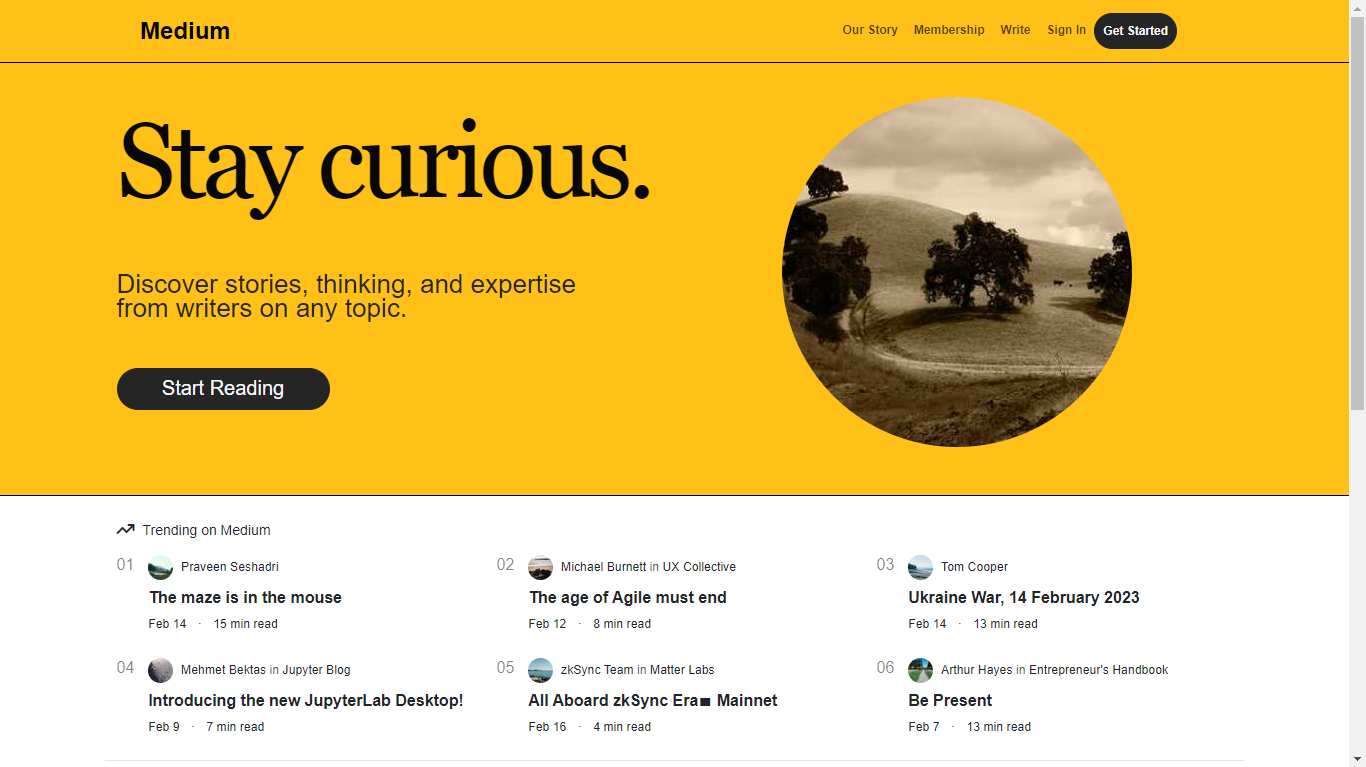 Medium
Our Story Membership Write Sign In Get Started
Stay curious.
Discover stories, thinking, and expertise
from writers on any topic.
Start Reading
Trending on Medium
01 Praveen Seshadri
The maze is in the mouse
Feb 14 · 15 min read
02 Michael Burnett in UX Collective
The age of Agile must end
Feb 12 · 8 min read
03 Tom Cooper
Ukraine War, 14 February 2023
Feb 14 · 13 min read
04 Mehmet Bektas in Jupyter Blog
Introducing the new JupyterLab Desktop!
Feb 9 · 7 min read
05 zkSync Team in Matter Labs
All Aboard zkSync Era∎ Mainnet
Feb 16 · 4 min read
06 Arthur Hayes in Entrepreneur's Handbook
Be Present
Feb 7 · 13 min read